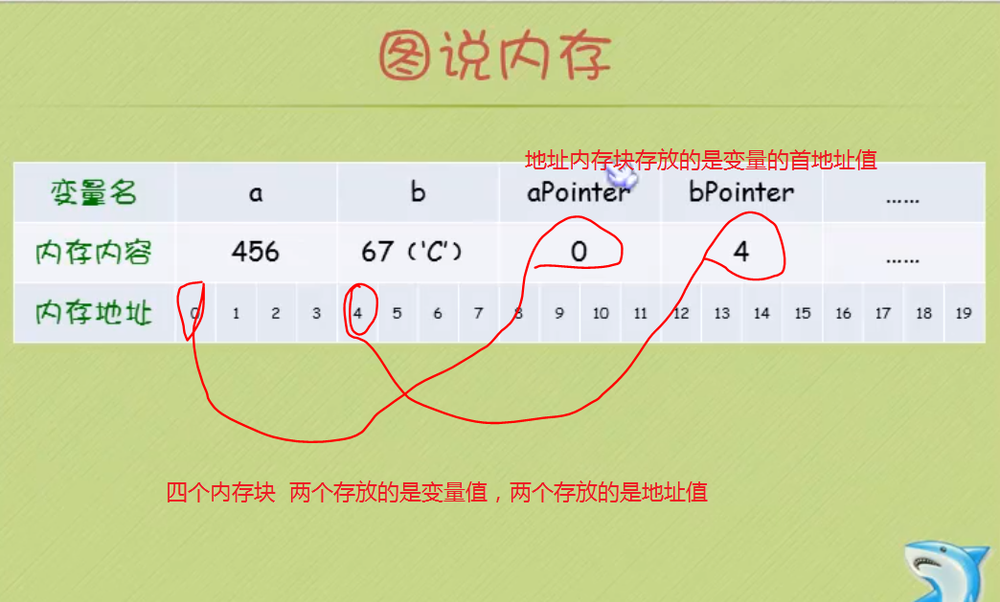 图说内存
地址内存块存放的是变量的首地址值
变量名 a b aPointer bPointer ……
内存内容 456 67（'C'） 0 4 ……
内存地址 0 1 2 3 4 5 6 7 8 9 10 11 12 13 14 15 16 17 18 19
四个内存块 两个存放的是变量值，两个存放的是地址值